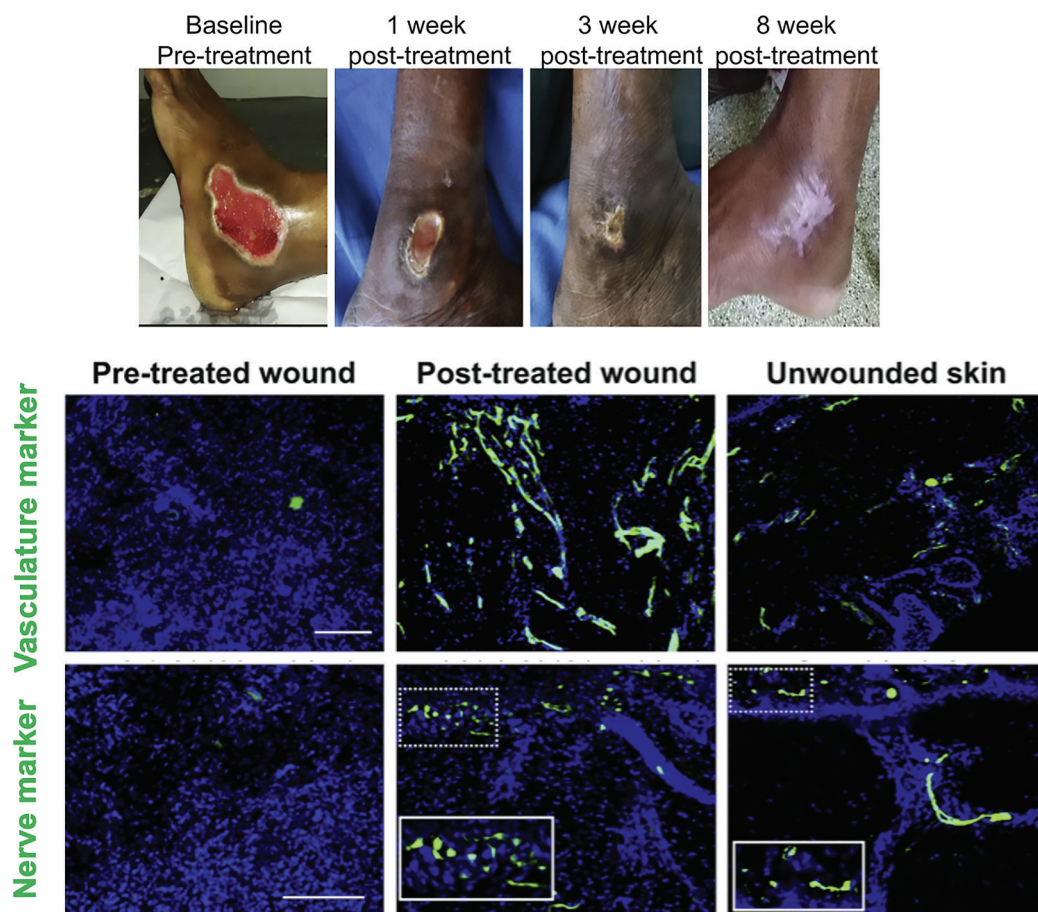 Baseline
Pre-treatment
1 week
post-treatment
3 week
post-treatment
8 week
post-treatment
Pre-treated wound
Post-treated wound
Unwounded skin
Vasculature marker
Nerve marker